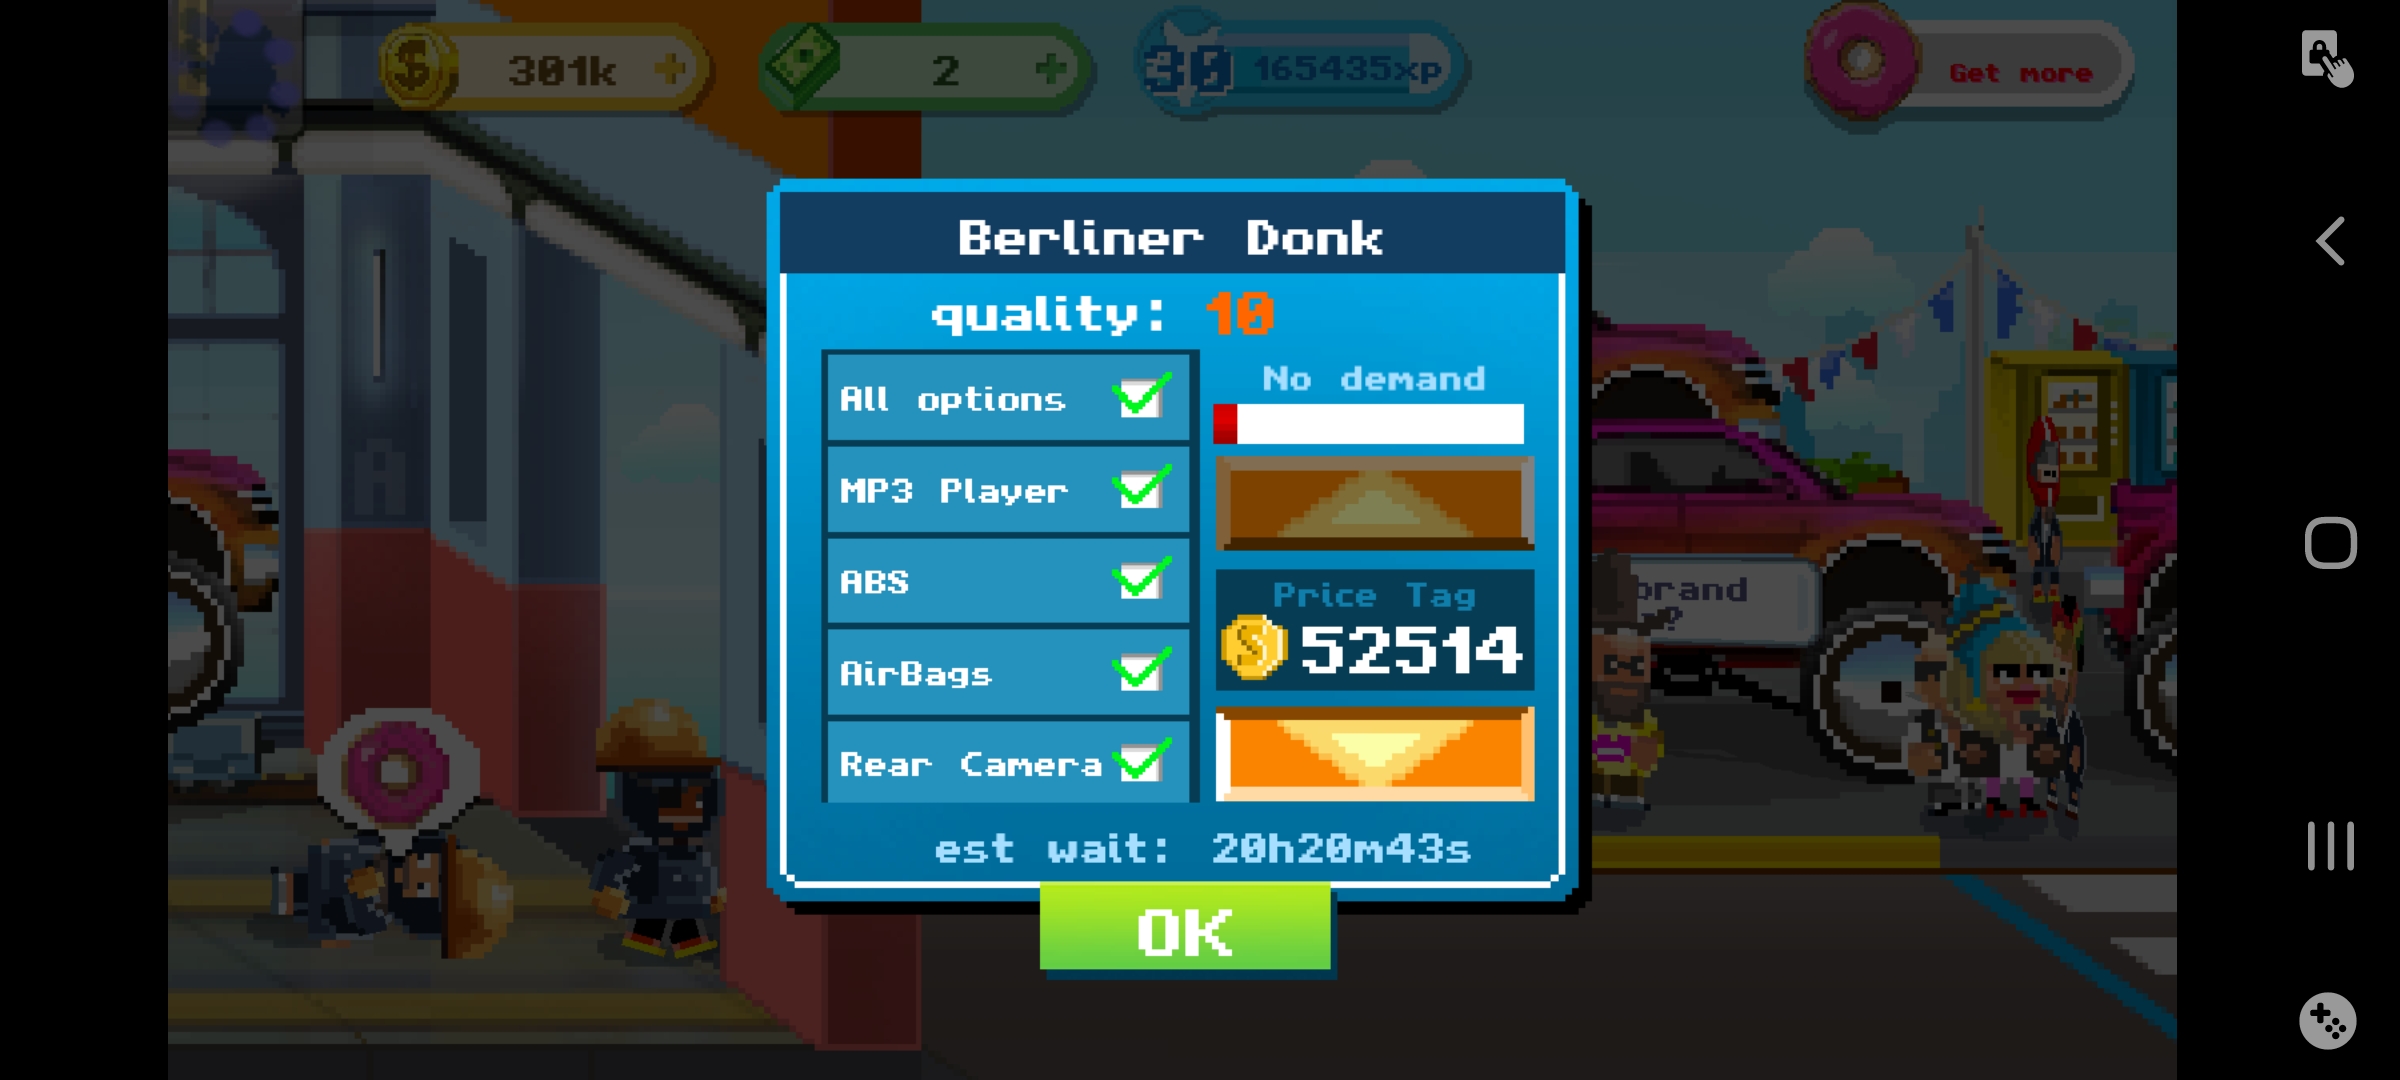 301k
2
30 165435xp
Get more
Berliner Donk
quality: 10
All options
MP3 Player
ABS
AirBags
Rear Camera
No demand
Price Tag
52514
est wait: 20h20m43s
OK
brand
?
A